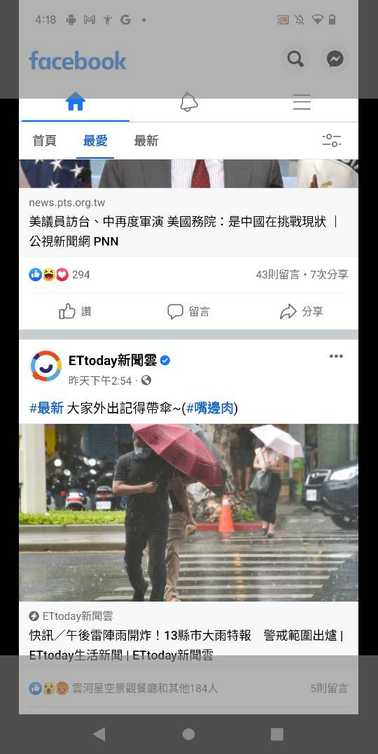 4:18 G
facebook
首頁 最愛 最新
news.pts.org.tw
美議員訪台、中再度軍演 美國務院：是中國在挑戰現狀 ｜
公視新聞網 PNN
294 43則留言・7次分享
讚 留言 分享
ETtoday新聞雲
昨天下午2:54 ·
#最新 大家外出記得帶傘~(#嘴邊肉)
ETtoday新聞雲
快訊／午後雷陣雨開炸！13縣市大雨特報　警戒範圍出爐 |
ETtoday生活新聞 | ETtoday新聞雲
雲河星空景觀餐廳和其他184人 5則留言